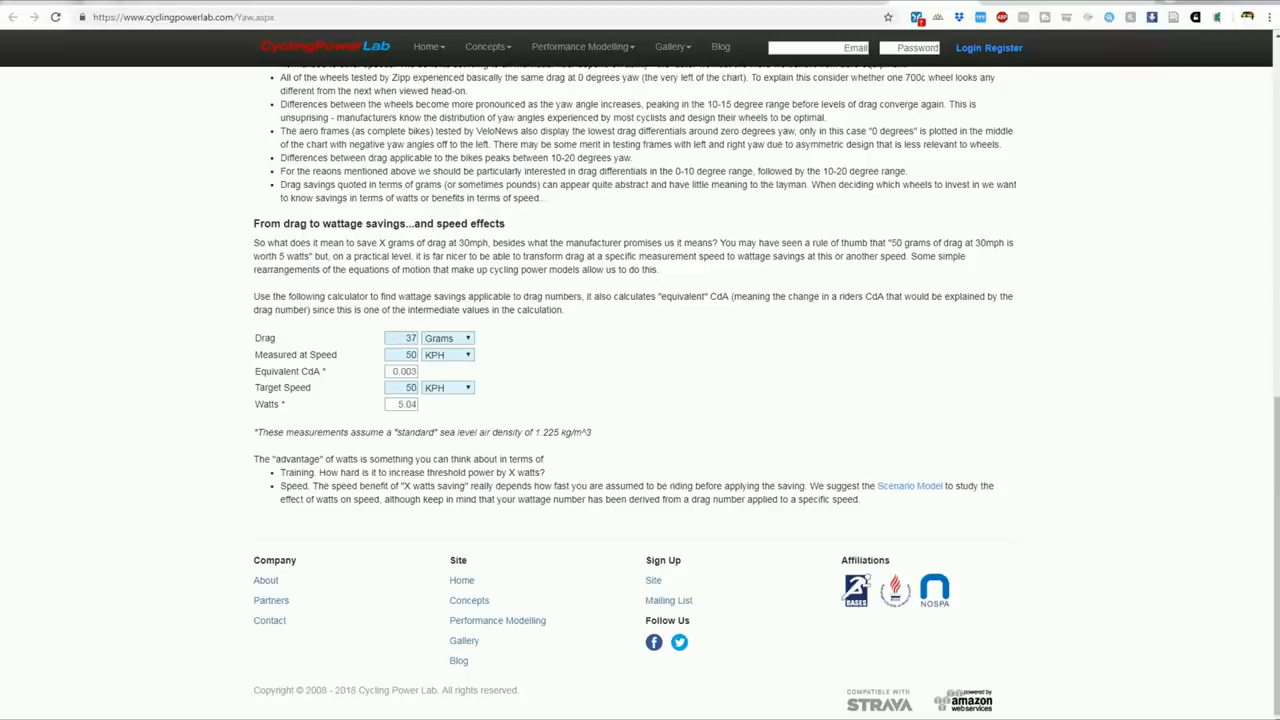 https://www.cyclingpowerlab.com/Yaw.aspx
CyclingPowerLab Home Concepts Performance Modelling Gallery Blog Email Password Login Register
All of the wheels tested by Zipp experienced basically the same drag at 0 degrees yaw (the very left of the chart). To explain this consider whether one 700c wheel looks any
different from the next when viewed head-on.
Differences between the wheels become more pronounced as the yaw angle increases, peaking in the 10-15 degree range before levels of drag converge again. This is
unsuprising - manufacturers know the distribution of yaw angles experienced by most cyclists and design their wheels to be optimal.
The aero frames (as complete bikes) tested by VeloNews also display the lowest drag differentials around zero degrees yaw, only in this case "0 degrees" is plotted in the middle
of the chart with negative yaw angles off to the left. There may be some merit in testing frames with left and right yaw due to asymmetric design that is less relevant to wheels.
Differences between drag applicable to the bikes peaks between 10-20 degrees yaw.
For the reaons mentioned above we should be particularly interested in drag differentials in the 0-10 degree range, followed by the 10-20 degree range.
Drag savings quoted in terms of grams (or sometimes pounds) can appear quite abstract and have little meaning to the layman. When deciding which wheels to invest in we want
to know savings in terms of watts or benefits in terms of speed...
From drag to wattage savings...and speed effects
So what does it mean to save X grams of drag at 30mph, besides what the manufacturer promises us it means? You may have seen a rule of thumb that "50 grams of drag at 30mph is
worth 5 watts" but, on a practical level. it is far nicer to be able to transform drag at a specific measurement speed to wattage savings at this or another speed. Some simple
rearrangements of the equations of motion that make up cycling power models allow us to do this.
Use the following calculator to find wattage savings applicable to drag numbers, it also calculates "equivalent" CdA (meaning the change in a riders CdA that would be explained by the
drag number) since this is one of the intermediate values in the calculation.
Drag 37 Grams
Measured at Speed 50 KPH
Equivalent CdA * 0.003
Target Speed 50 KPH
Watts * 5.04
*These measurements assume a "standard" sea level air density of 1.225 kg/m^3
The "advantage" of watts is something you can think about in terms of
Training. How hard is it to increase threshold power by X watts?
Speed. The speed benefit of "X watts saving" really depends how fast you are assumed to be riding before applying the saving. We suggest the Scenario Model to study the
effect of watts on speed, although keep in mind that your wattage number has been derived from a drag number applied to a specific speed.
Company Site Sign Up Affiliations
About Home Site
Partners Concepts Mailing List
Contact Performance Modelling Follow Us
Gallery
Blog
BASES
NOSPA
Copyright © 2008 - 2018 Cycling Power Lab. All rights reserved.
COMPATIBLE WITH
STRAVA
powered by
amazon
web services